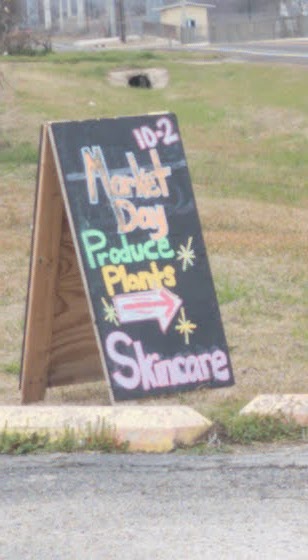 10-2
Market
Day
Produce
Plants
Skincare